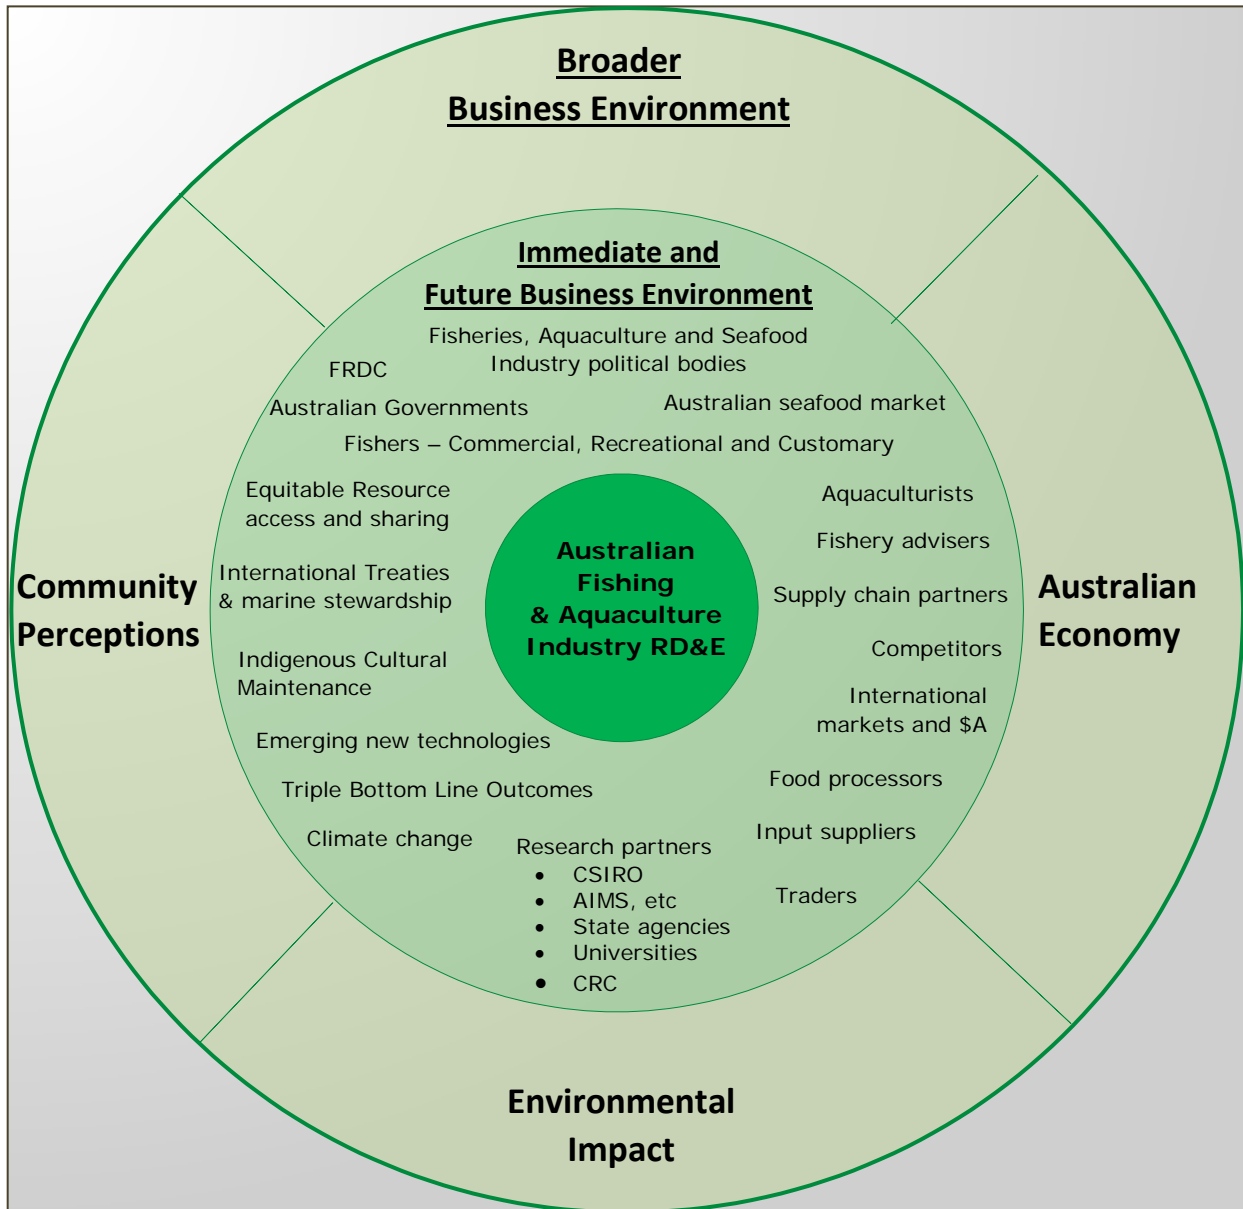 Broader
Business Environment
Immediate and
Future Business Environment
Fisheries, Aquaculture and Seafood
Industry political bodies
FRDC
Australian Governments
Australian seafood market
Fishers – Commercial, Recreational and Customary
Equitable Resource
access and sharing
Aquaculturists
Fishery advisers
Australian
Fishing
& Aquaculture
Industry RD&E
International Treaties
& marine stewardship
Supply chain partners
Community
Perceptions
Australian
Economy
Competitors
Indigenous Cultural
Maintenance
International
markets and $A
Emerging new technologies
Food processors
Triple Bottom Line Outcomes
Input suppliers
Climate change
Research partners
• CSIRO
• AIMS, etc
• State agencies
• Universities
• CRC
Traders
Environmental
Impact